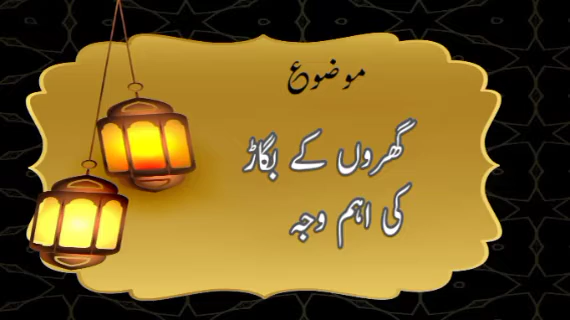 موضوع
گھروں کے بگاڑ
کی اہم وجہ